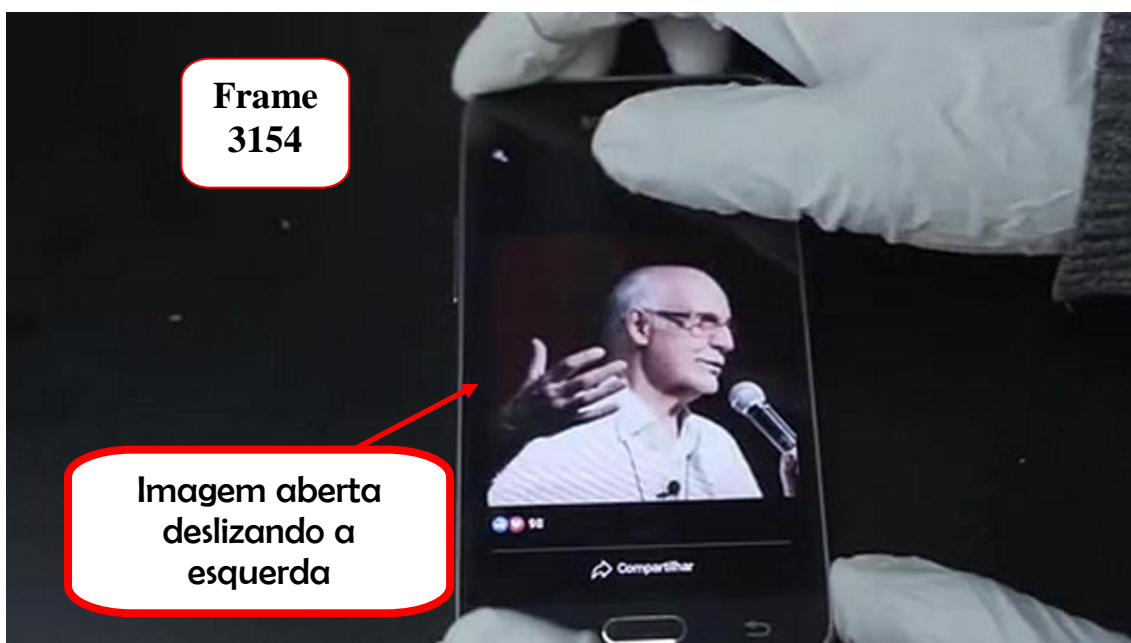 Frame
3154
98
Compartilhar
Imagem aberta
deslizando a
esquerda